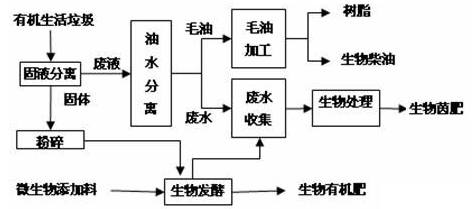 有机生活垃圾
固液分离
废液
固体
粉碎
微生物添加料
油水分离
毛油
废水
毛油加工
树脂
生物柴油
废水收集
生物处理
生物菌肥
生物发酵
生物有机肥